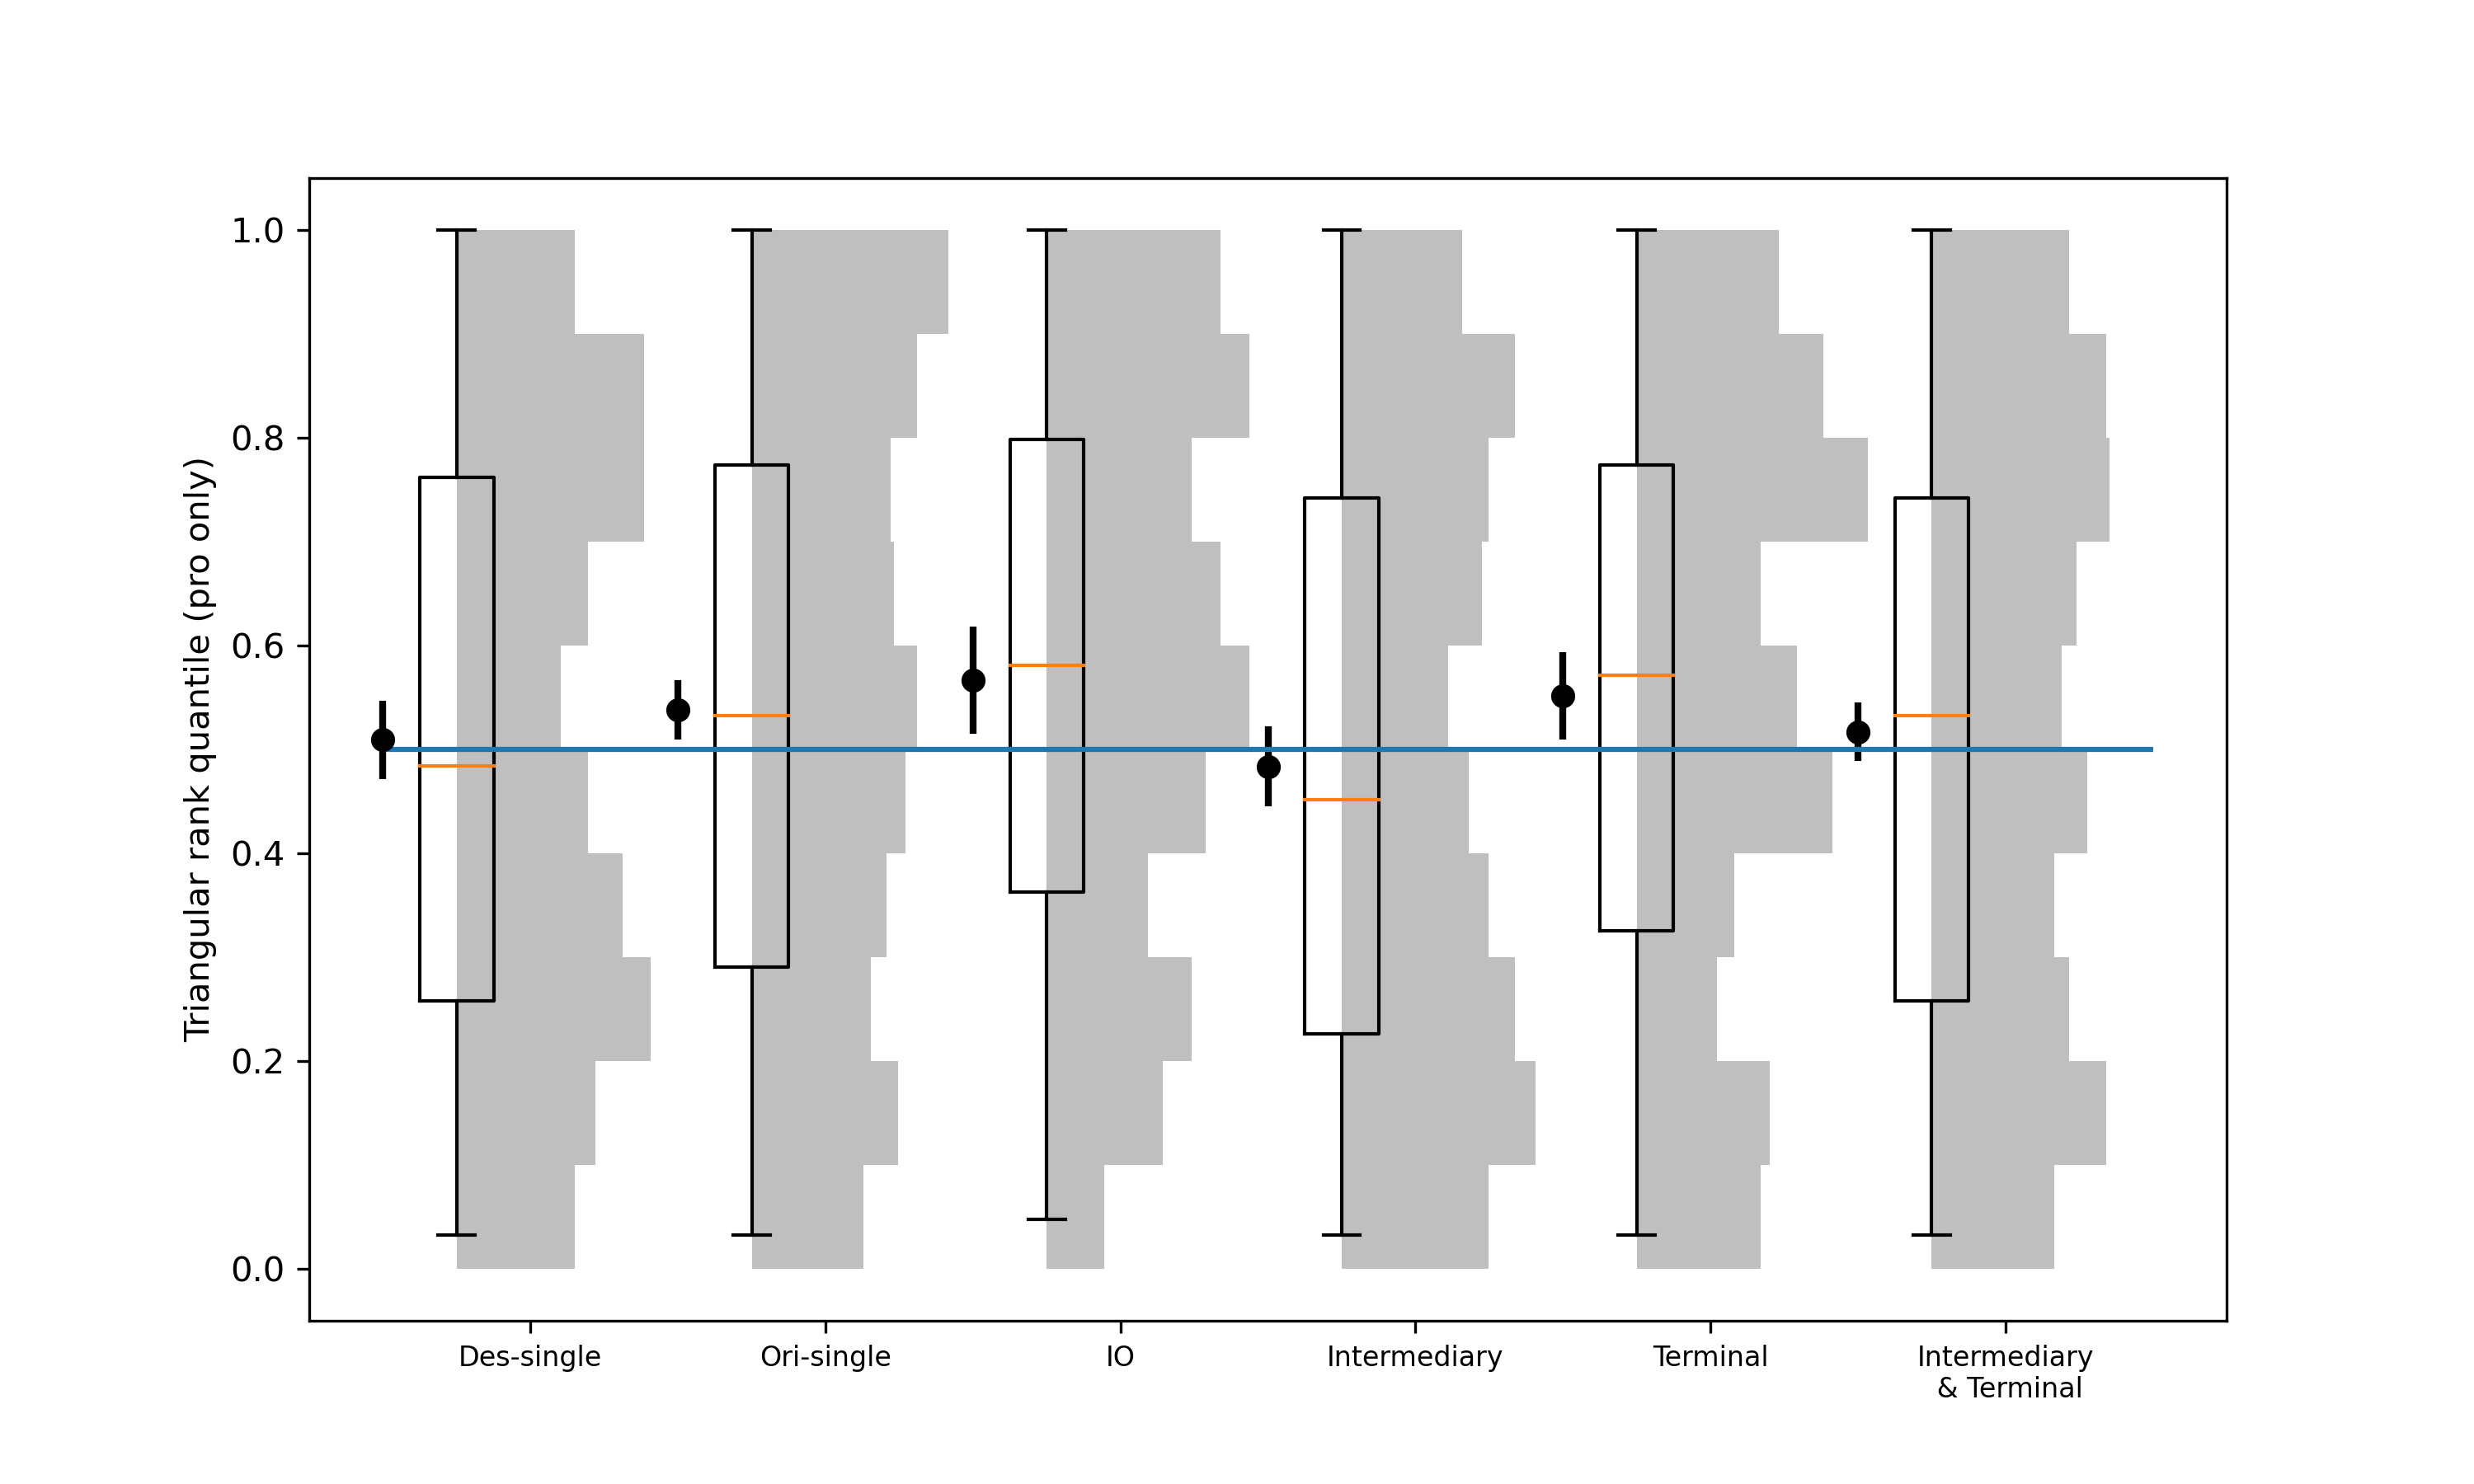 Triangular rank quantile (pro only)
1.0
0.8
0.6
0.4
0.2
0.0
Des-single
Ori-single
IO
Intermediary
Terminal
Intermediary
& Terminal